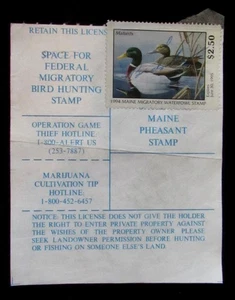 RETAIN THIS LICENSE
SPACE FOR
FEDERAL
MIGRATORY
BIRD HUNTING
STAMP
Mallards
$2.50
1994 MAINE MIGRATORY WATERFOWL STAMP
OPERATION GAME
THIEF HOTLINE
1-800-ALERT US
(253-7887)
MAINE
PHEASANT
STAMP
MARIJUANA
CULTIVATION TIP
HOTLINE
1-800-452-6457
NOTICE: THIS LICENSE DOES NOT GIVE THE HOLDER
THE RIGHT TO ENTER PRIVATE PROPERTY AGAINST
THE WISHES OF THE PROPERTY OWNER PLEASE
SEEK LANDOWNER PERMISSION BEFORE HUNTING
OR FISHING ON SOMEONE ELSE'S LAND.